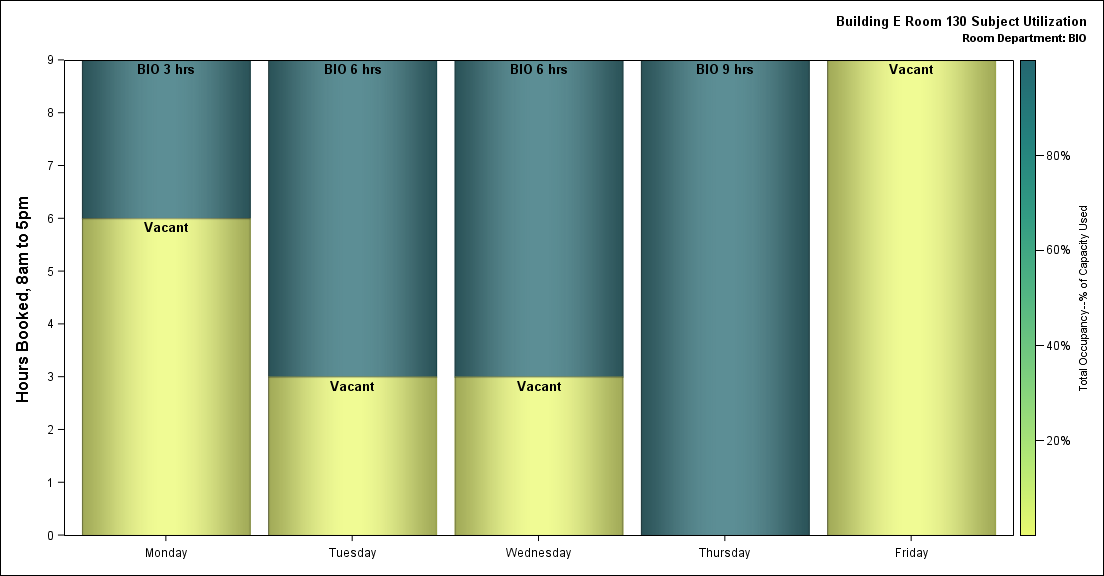 Building E Room 130 Subject Utilization
Room Department: BIO
Hours Booked, 8am to 5pm
9
8
7
6
5
4
3
2
1
0
BIO 3 hrs
Vacant
BIO 6 hrs
Vacant
BIO 6 hrs
Vacant
BIO 9 hrs
Vacant
Monday
Tuesday
Wednesday
Thursday
Friday
80%
60%
40%
20%
Total Occupancy--% of Capacity Used